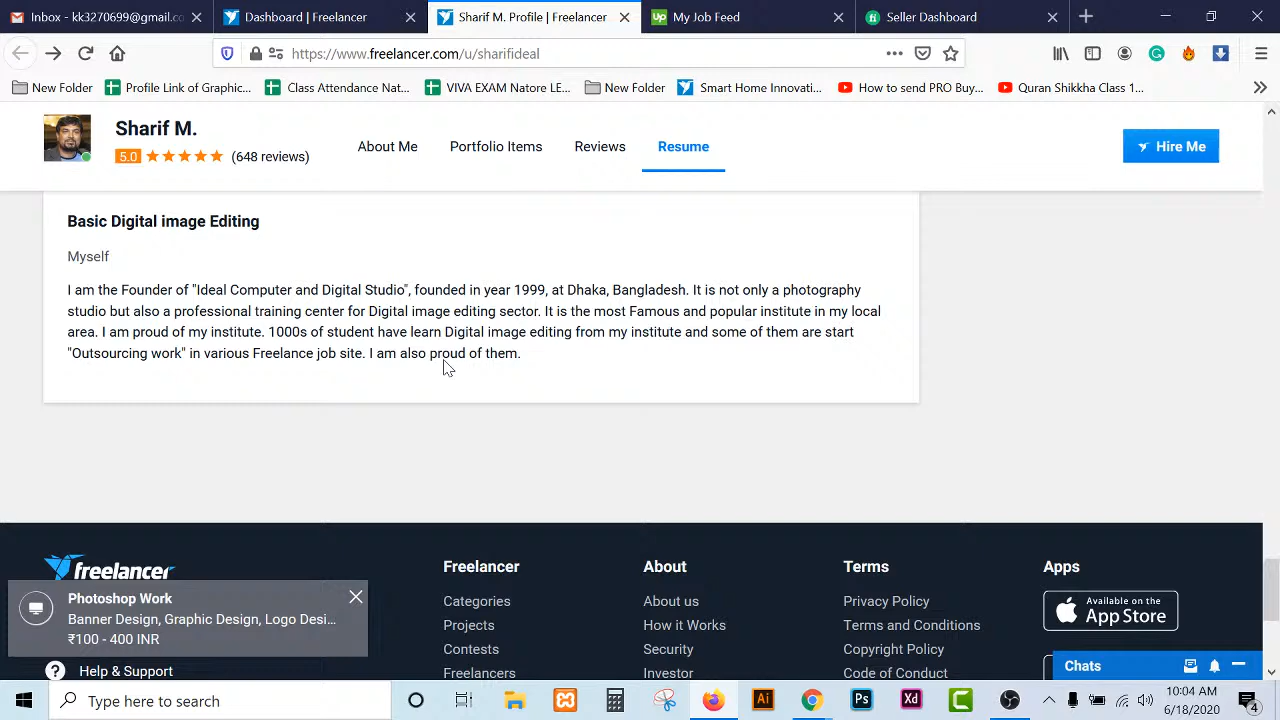 Inbox - kk3270699@gmail.co
Dashboard | Freelancer
Sharif M. Profile | Freelancer
Up My Job Feed
fi Seller Dashboard
https://www.freelancer.com/u/sharifideal
New Folder
Profile Link of Graphic...
Class Attendance Nat...
VIVA EXAM Natore LE...
New Folder
Smart Home Innovati...
How to send PRO Buy...
Quran Shikkha Class 1...
Sharif M.
5.0 (648 reviews)
About Me
Portfolio Items
Reviews
Resume
Hire Me
Basic Digital image Editing
Myself
I am the Founder of "Ideal Computer and Digital Studio", founded in year 1999, at Dhaka, Bangladesh. It is not only a photography
studio but also a professional training center for Digital image editing sector. It is the most Famous and popular institute in my local
area. I am proud of my institute. 1000s of student have learn Digital image editing from my institute and some of them are start
"Outsourcing work" in various Freelance job site. I am also proud of them.
freelancer
Photoshop Work
Banner Design, Graphic Design, Logo Desi...
₹100 - 400 INR
Help & Support
Freelancer
Categories
Projects
Contests
Freelancers
About
About us
How it Works
Security
Investor
Terms
Privacy Policy
Terms and Conditions
Copyright Policy
Code of Conduct
Apps
Available on the
App Store
Chats
Type here to search
Ai
Ps
Xd
10:04 AM
6/18/2020
4